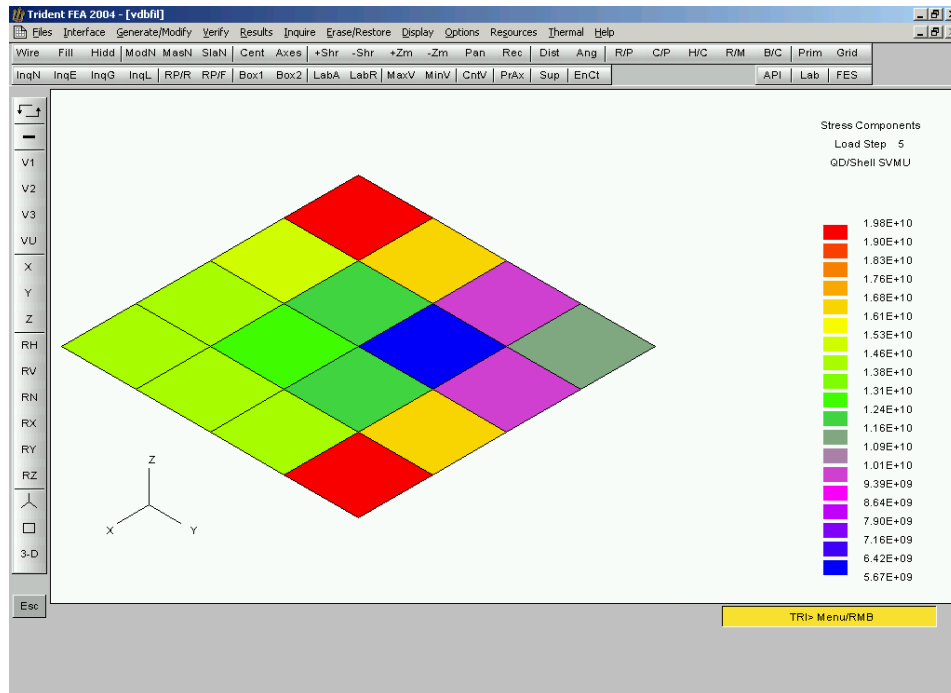 Trident FEA 2004 - [vdbfil]
Files Interface Generate/Modify Verify Results Inquire Erase/Restore Display Options Resources Thermal Help
Wire Fill Hidd ModN MasN SlaN Cent Axes +Shr -Shr +Zm -Zm Pan Rec Dist Ang R/P C/P H/C R/M B/C Prim Grid
InqN InqE InqG InqL RP/R RP/F Box1 Box2 LabA LabR MaxV MinV CntV PrAx Sup EnCt API Lab FES
V1
V2
V3
VU
X
Y
Z
RH
RV
RN
RX
RY
RZ
3-D
Esc
Z
X
Y
Stress Components
Load Step 5
QD/Shell SVMU
1.98E+10
1.90E+10
1.83E+10
1.76E+10
1.68E+10
1.61E+10
1.53E+10
1.46E+10
1.38E+10
1.31E+10
1.24E+10
1.16E+10
1.09E+10
1.01E+10
9.39E+09
8.64E+09
7.90E+09
7.16E+09
6.42E+09
5.67E+09
TRI> Menu/RMB